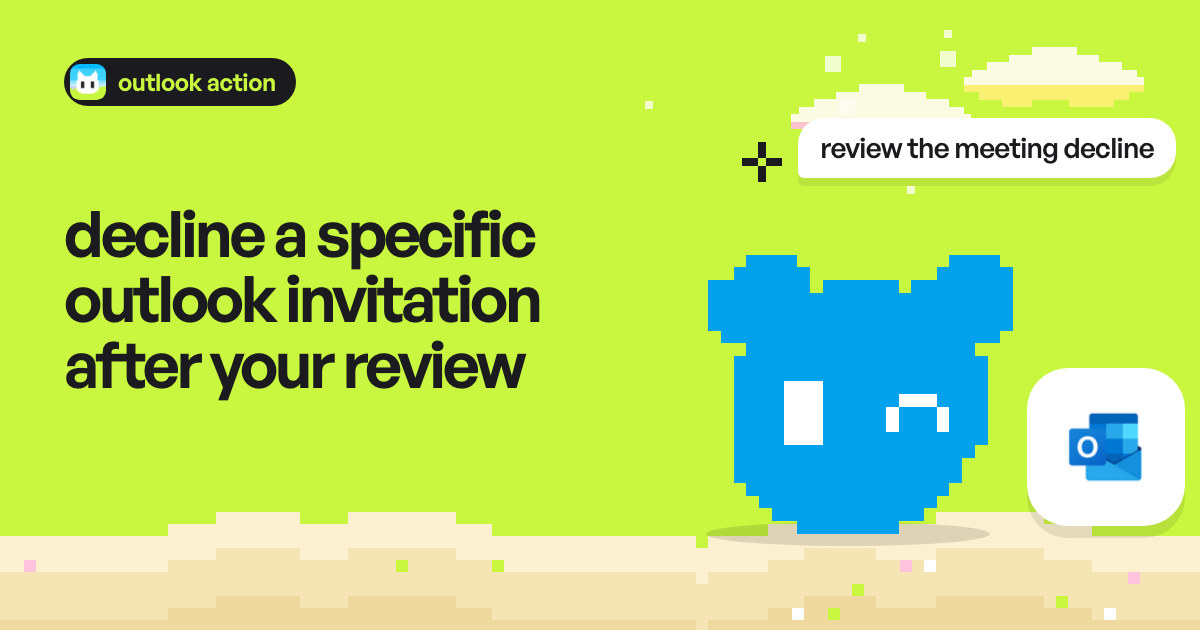 outlook action
review the meeting decline
decline a specific
outlook invitation
after your review
O